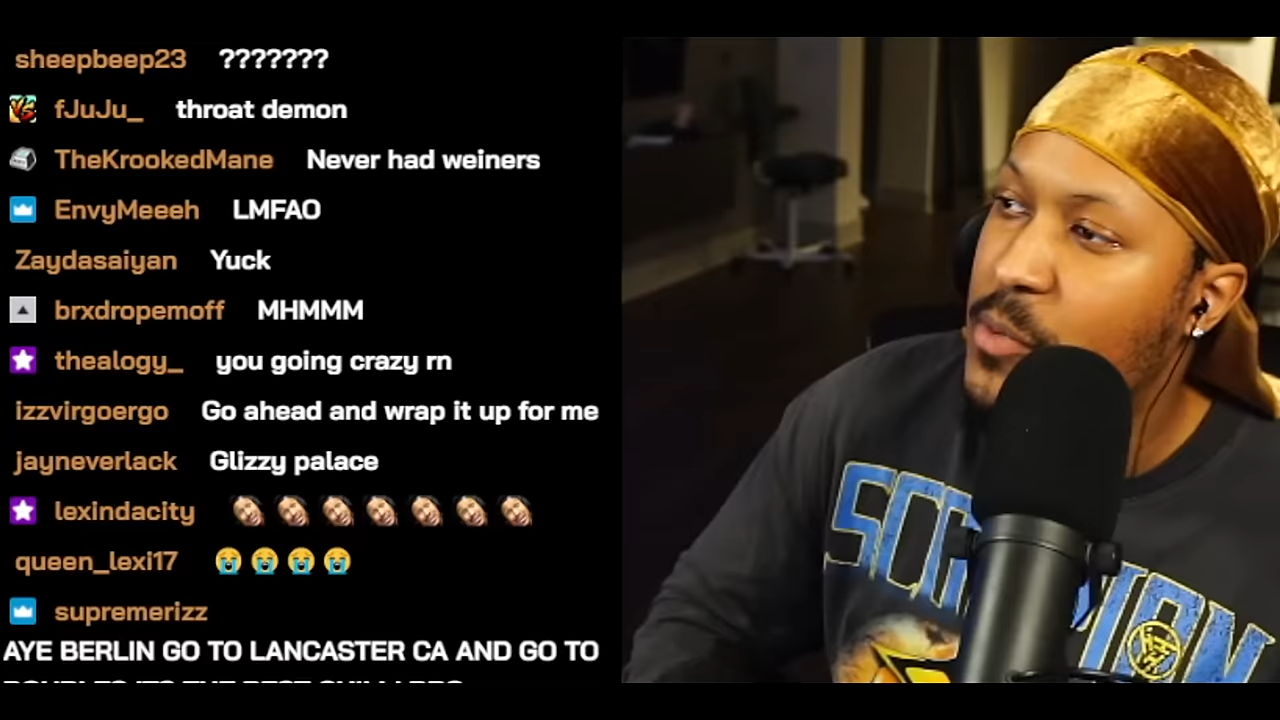 sheepbeep23 ???????
fJuJu_ throat demon
TheKrookedMane Never had weiners
EnvyMeeeh LMFAO
Zaydasaiyan Yuck
brxdropemoff MHMMM
thealogy_ you going crazy rn
izzvirgoergo Go ahead and wrap it up for me
jayneverlack Glizzy palace
lexindacity
queen_lexi17 😭 😭 😭 😭
supremerizz
AYE BERLIN GO TO LANCASTER CA AND GO TO
SCORPION